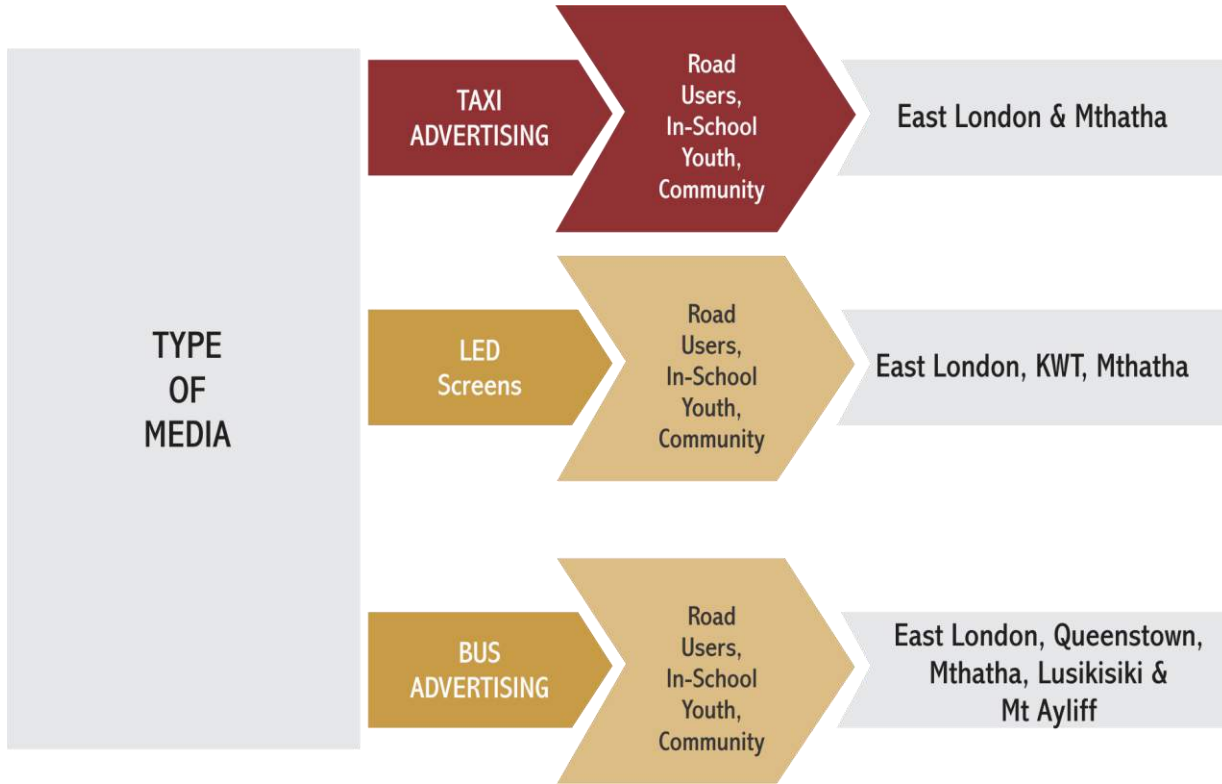 TYPE
OF
MEDIA
TAXI
ADVERTISING
Road
Users,
In-School
Youth,
Community
East London & Mthatha
LED
Screens
Road
Users,
In-School
Youth,
Community
East London, KWT, Mthatha
BUS
ADVERTISING
Road
Users,
In-School
Youth,
Community
East London, Queenstown,
Mthatha, Lusikisiki &
Mt Ayliff